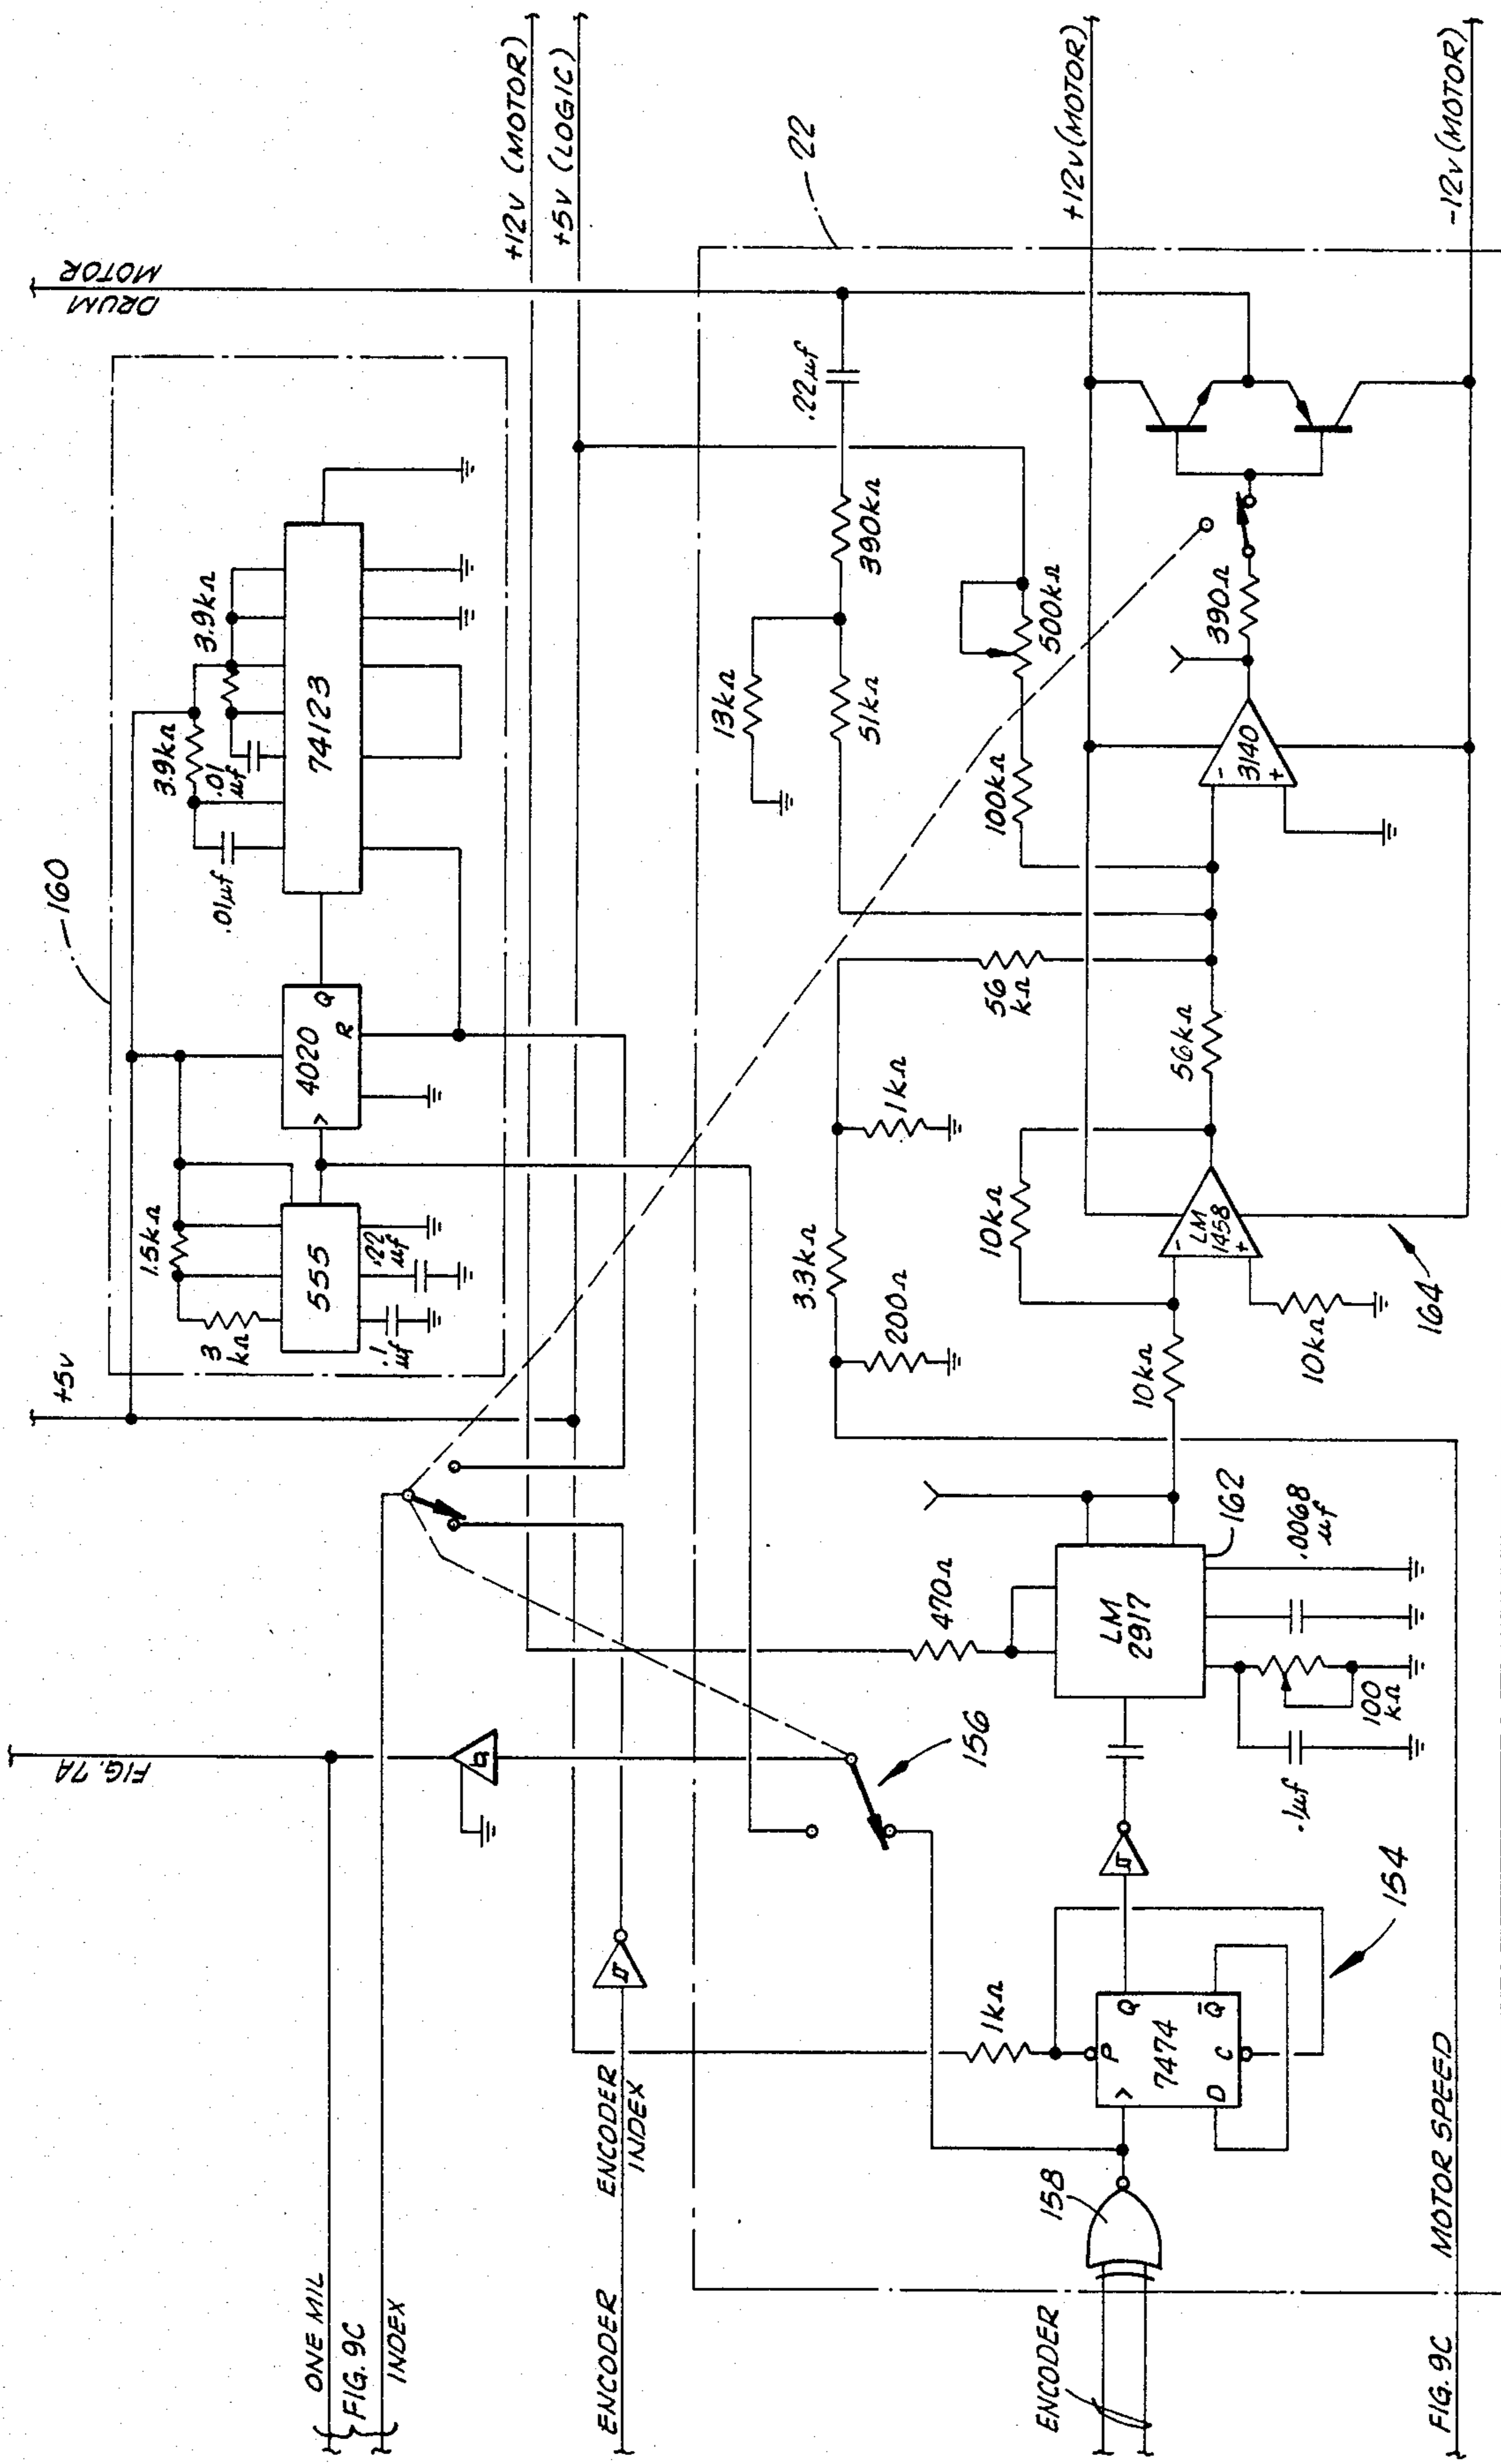 ONE MIL
FIG. 9C
INDEX
ENCODER
ENCODER
INDEX
FIG. 7A
+5V
160
555
1.5kΩ
3
kΩ
.1
µf
.22
µf
4020
Q
R
74123
.01µf
3.9kΩ
.01
µf
3.9kΩ
DRUM
MOTOR
+12V (MOTOR)
+5V (LOGIC)
22
156
ENCODER
158
1kΩ
7474
P
Q
D
C
Q̅
154
470Ω
LM
2917
162
.1µf
100
kΩ
.0068
µf
200Ω
3.3kΩ
1kΩ
56
kΩ
10kΩ
10kΩ
10kΩ
-
+
LM
1458
164
56kΩ
13kΩ
51kΩ
390kΩ
.22µf
100kΩ
500kΩ
-
+
3140
390Ω
+12V (MOTOR)
-12V (MOTOR)
FIG. 9C MOTOR SPEED